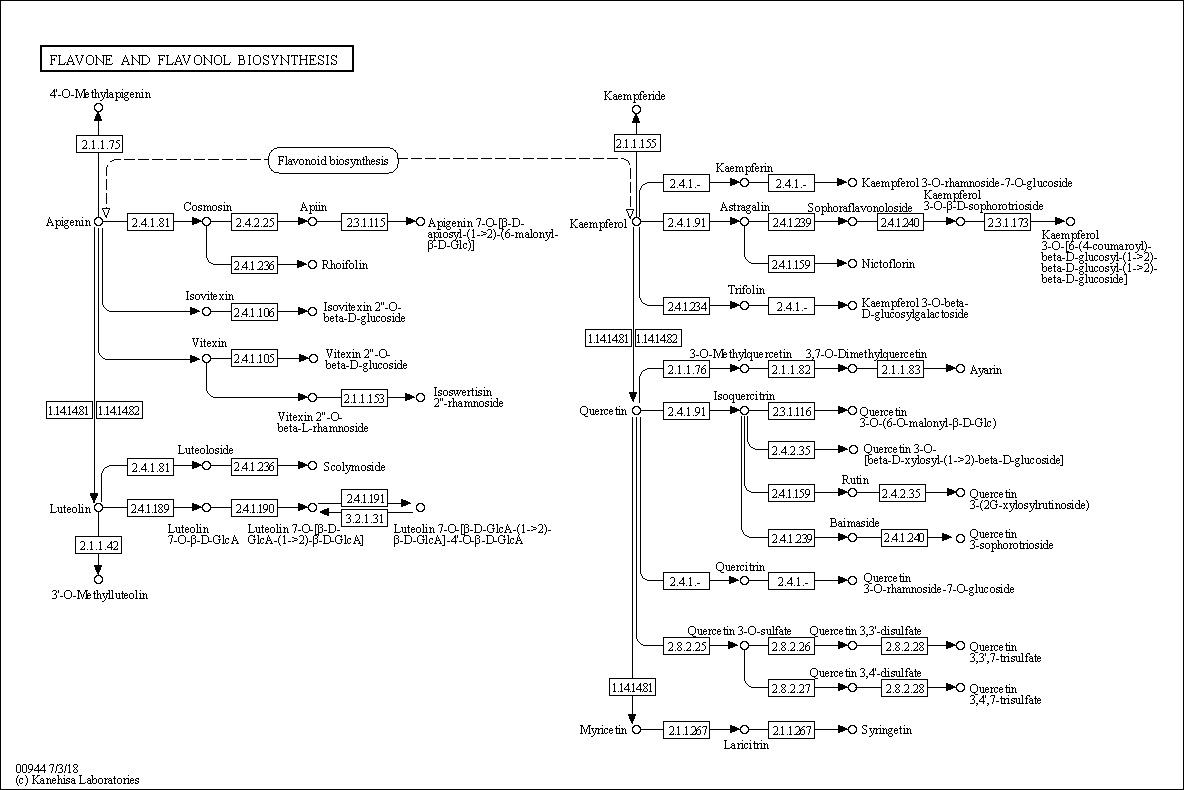 FLAVONE AND FLAVONOL BIOSYNTHESIS
4'-O-Methylapigenin
2.1.1.75
Flavonoid biosynthesis
Apigenin
2.4.1.81
Cosmosin
2.4.2.25
Apiin
2.3.1.115
Apigenin 7-O-[β-D-
apiosyl-(1->2)-(6-malonyl-
β-D-Glc)]
2.4.1.236
Rhoifolin
Isovitexin
2.4.1.106
Isovitexin 2''-O-
beta-D-glucoside
Vitexin
2.4.1.105
Vitexin 2''-O-
beta-D-glucoside
2.1.1.153
Isoswertisin
2''-rhamnoside
Vitexin 2''-O-
beta-L-rhamnoside
1.14.14.81
1.14.14.82
Luteoloside
2.4.1.81
2.4.1.236
Scolymoside
Luteolin
2.4.1.189
2.4.1.190
2.4.1.191
3.2.1.31
Luteolin
7-O-β-D-GlcA
Luteolin 7-O-[β-D-
GlcA-(1->2)-β-D-GlcA]
Luteolin 7-O-[β-D-GlcA-(1->2)-
β-D-GlcA]-4'-O-β-D-GlcA
2.1.1.42
3'-O-Methylluteolin
Kaempferide
2.1.1.155
Kaempferin
2.4.1.-
2.4.1.-
Kaempferol 3-O-rhamnoside-7-O-glucoside
Kaempferol
2.4.1.91
Astragalin
2.4.1.239
Sophoraflavonoloside
2.4.1.240
Kaempferol
3-O-β-D-sophorotrioside
2.3.1.173
Kaempferol
3-O-[6-(4-coumaroyl)-
beta-D-glucosyl-(1->2)-
beta-D-glucosyl-(1->2)-
beta-D-glucoside]
2.4.1.159
Nictoflorin
Trifolin
2.4.1.234
2.4.1.-
Kaempferol 3-O-beta-
D-glucosylgalactoside
1.14.14.81
1.14.14.82
3-O-Methylquercetin
3,7-O-Dimethylquercetin
2.1.1.76
2.1.1.82
2.1.1.83
Ayarin
Quercetin
2.4.1.91
Isoquercitrin
2.3.1.116
Quercetin
3-O-(6-O-malonyl-β-D-Glc)
2.4.2.35
Quercetin 3-O-
[beta-D-xylosyl-(1->2)-beta-D-glucoside]
2.4.1.159
Rutin
2.4.2.35
Quercetin
3-(2G-xylosylrutinoside)
2.4.1.239
Baimaside
2.4.1.240
Quercetin
3-sophorotrioside
Quercitrin
2.4.1.-
2.4.1.-
Quercetin
3-O-rhamnoside-7-O-glucoside
Quercetin 3-O-sulfate
Quercetin 3,3'-disulfate
2.8.2.25
2.8.2.26
2.8.2.28
Quercetin
3,3',7-trisulfate
Quercetin 3,4'-disulfate
2.8.2.27
2.8.2.28
Quercetin
3,4',7-trisulfate
1.14.14.81
Myricetin
2.1.1.267
Laricitrin
2.1.1.267
Syringetin
00944 7/3/18
(c) Kanehisa Laboratories